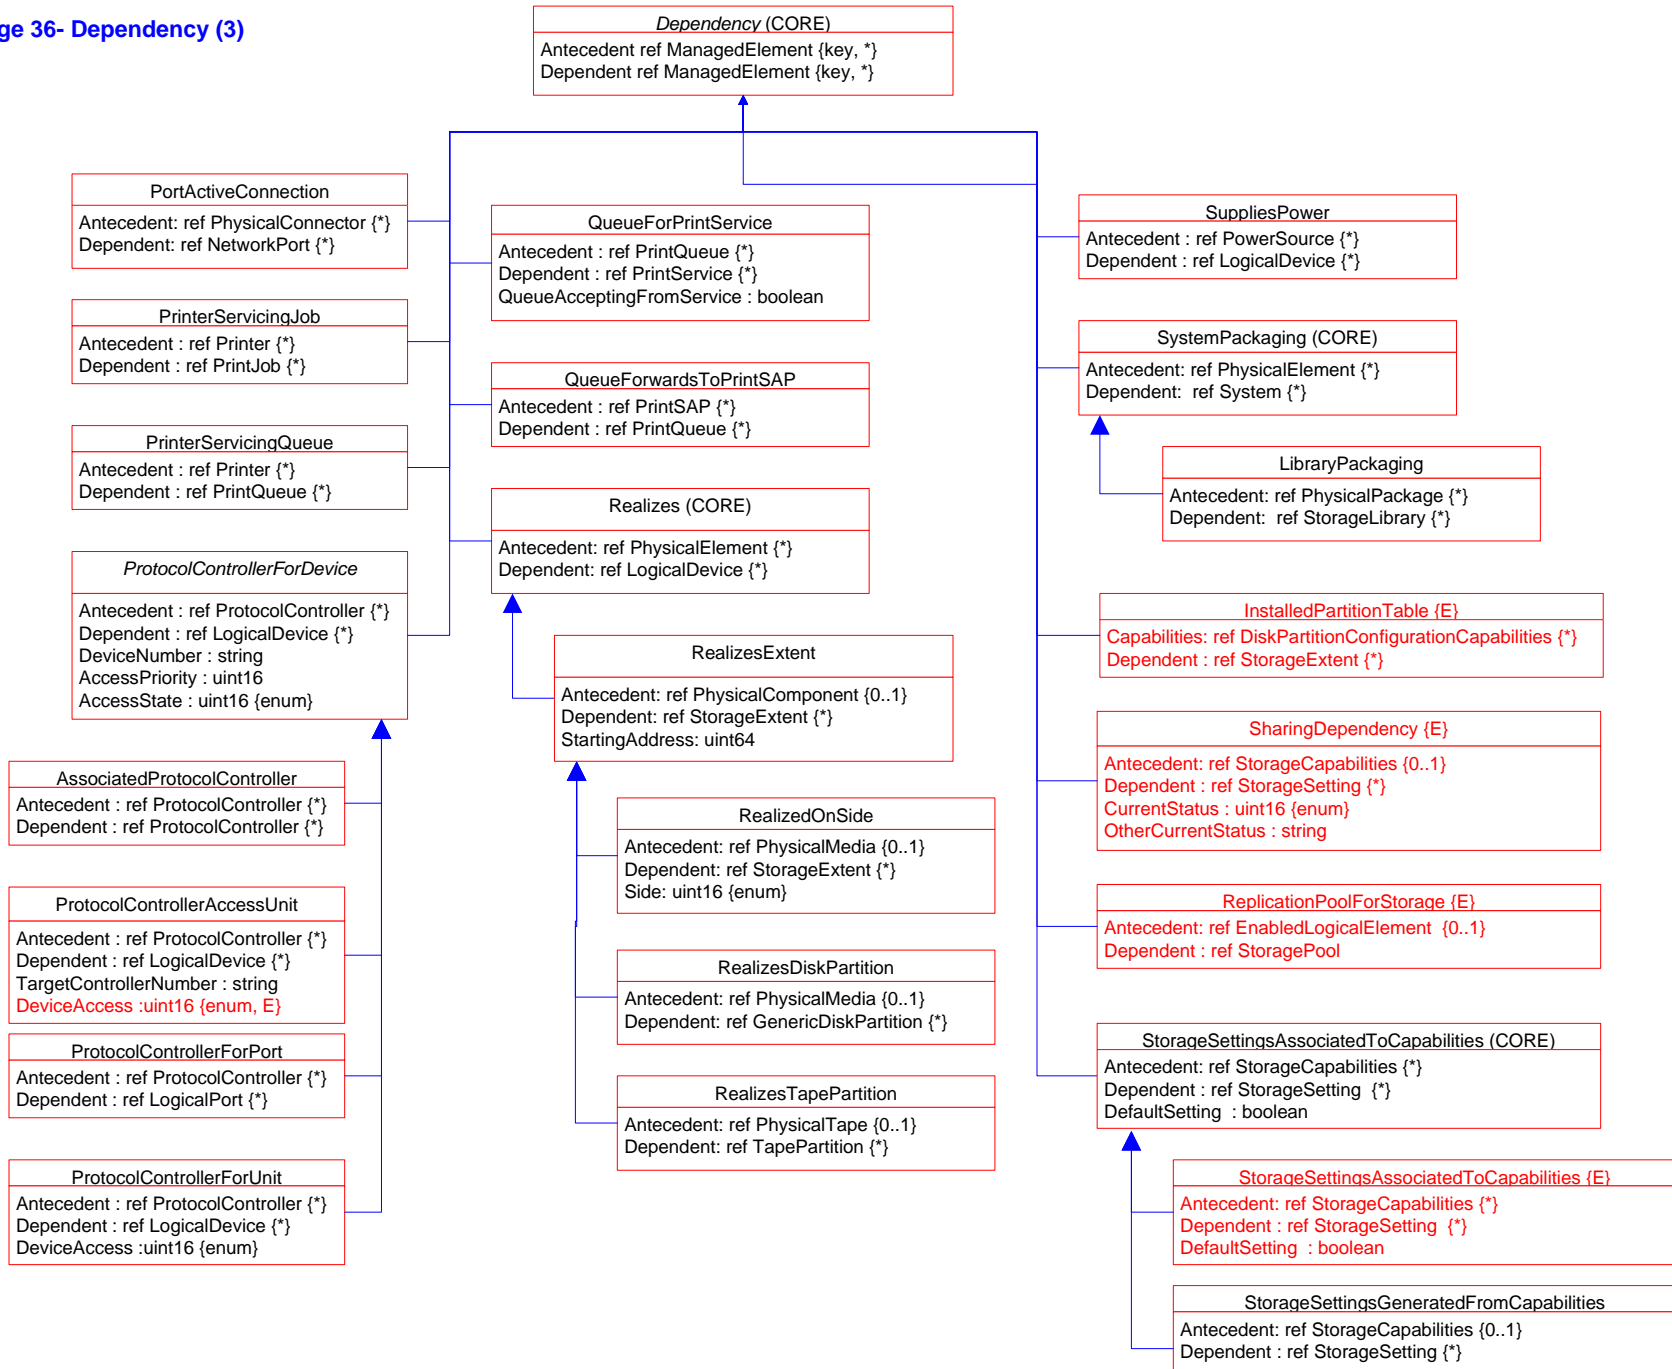 ge 36- Dependency (3)
Dependency (CORE)
Antecedent ref ManagedElement {key, *}
Dependent ref ManagedElement {key, *}
PortActiveConnection
Antecedent: ref PhysicalConnector {*}
Dependent: ref NetworkPort {*}
PrinterServicingJob
Antecedent : ref Printer {*}
Dependent : ref PrintJob {*}
PrinterServicingQueue
Antecedent : ref Printer {*}
Dependent : ref PrintQueue {*}
ProtocolControllerForDevice
Antecedent : ref ProtocolController {*}
Dependent : ref LogicalDevice {*}
DeviceNumber : string
AccessPriority : uint16
AccessState : uint16 {enum}
AssociatedProtocolController
Antecedent : ref ProtocolController {*}
Dependent : ref ProtocolController {*}
ProtocolControllerAccessUnit
Antecedent : ref ProtocolController {*}
Dependent : ref LogicalDevice {*}
TargetControllerNumber : string
DeviceAccess :uint16 {enum, E}
ProtocolControllerForPort
Antecedent : ref ProtocolController {*}
Dependent : ref LogicalPort {*}
ProtocolControllerForUnit
Antecedent : ref ProtocolController {*}
Dependent : ref LogicalDevice {*}
DeviceAccess :uint16 {enum}
QueueForPrintService
Antecedent : ref PrintQueue {*}
Dependent : ref PrintService {*}
QueueAcceptingFromService : boolean
QueueForwardsToPrintSAP
Antecedent : ref PrintSAP {*}
Dependent : ref PrintQueue {*}
Realizes (CORE)
Antecedent: ref PhysicalElement {*}
Dependent: ref LogicalDevice {*}
RealizesExtent
Antecedent: ref PhysicalComponent {0..1}
Dependent: ref StorageExtent {*}
StartingAddress: uint64
RealizedOnSide
Antecedent: ref PhysicalMedia {0..1}
Dependent: ref StorageExtent {*}
Side: uint16 {enum}
RealizesDiskPartition
Antecedent: ref PhysicalMedia {0..1}
Dependent: ref GenericDiskPartition {*}
RealizesTapePartition
Antecedent: ref PhysicalTape {0..1}
Dependent: ref TapePartition {*}
SuppliesPower
Antecedent : ref PowerSource {*}
Dependent : ref LogicalDevice {*}
SystemPackaging (CORE)
Antecedent: ref PhysicalElement {*}
Dependent:  ref System {*}
LibraryPackaging
Antecedent: ref PhysicalPackage {*}
Dependent:  ref StorageLibrary {*}
InstalledPartitionTable {E}
Capabilities: ref DiskPartitionConfigurationCapabilities {*}
Dependent : ref StorageExtent {*}
SharingDependency {E}
Antecedent: ref StorageCapabilities {0..1}
Dependent : ref StorageSetting {*}
CurrentStatus : uint16 {enum}
OtherCurrentStatus : string
ReplicationPoolForStorage {E}
Antecedent: ref EnabledLogicalElement  {0..1}
Dependent : ref StoragePool
StorageSettingsAssociatedToCapabilities (CORE)
Antecedent: ref StorageCapabilities {*}
Dependent : ref StorageSetting  {*}
DefaultSetting  : boolean
StorageSettingsAssociatedToCapabilities {E}
Antecedent: ref StorageCapabilities {*}
Dependent : ref StorageSetting  {*}
DefaultSetting  : boolean
StorageSettingsGeneratedFromCapabilities
Antecedent: ref StorageCapabilities {0..1}
Dependent : ref StorageSetting {*}